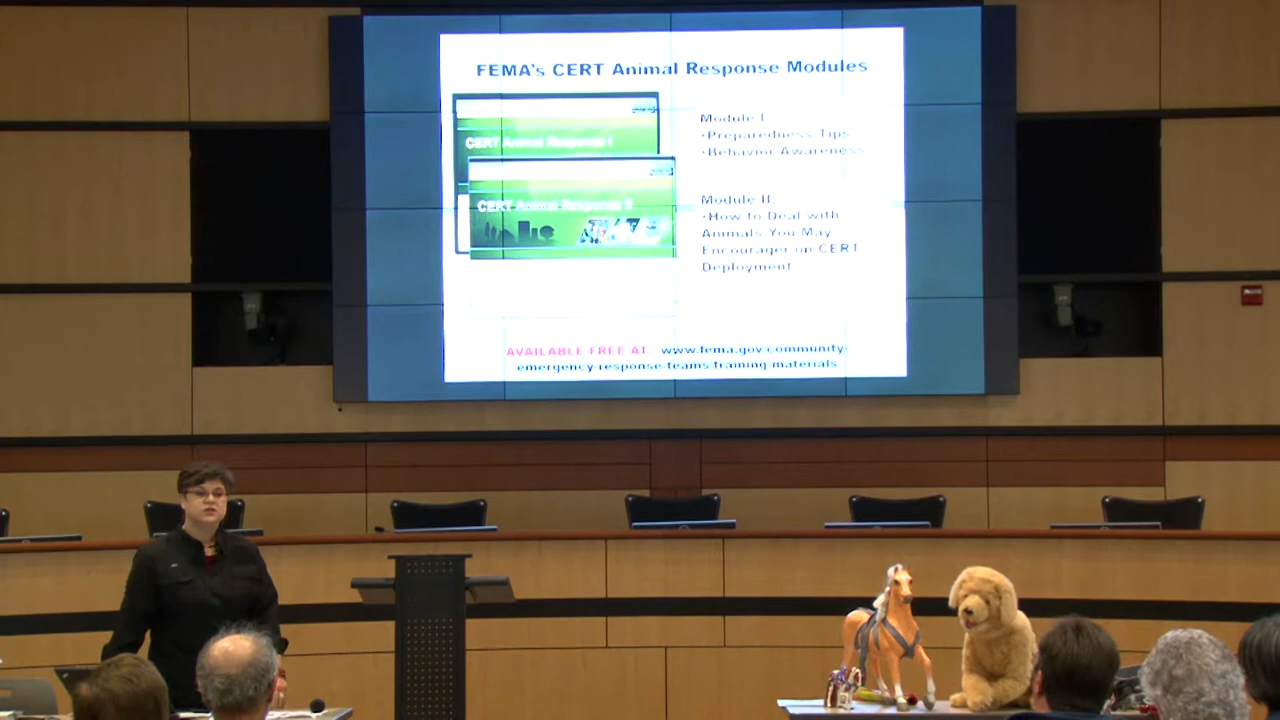 FEMA's CERT Animal Response Modules
CERT Animal Response I
CERT Animal Response II
Module I
•Preparedness Tips
•Behavior Awareness
Module II:
•How to Deal with
Animals You May
Encourager on CERT
Deployment
AVAILABLE FREE AT www.fema.gov/community-
emergency-response-teams/training-materials